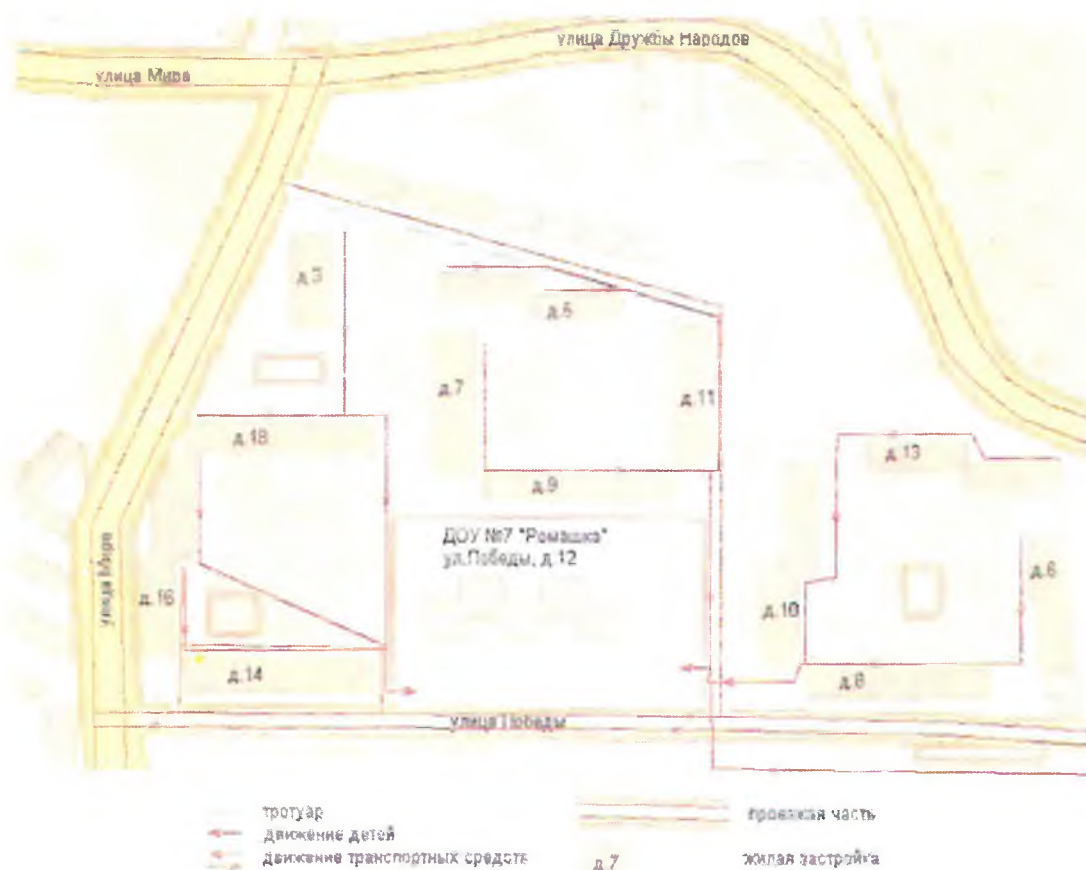 улица Дружбы Народов
улица Мира
д.3
д.5
д.7
д.11
д.18
д.13
д.9
ДОУ №7 "Ромашка"
ул.Победы, д.12
улица Мира
д.16
д.10
д.6
д.14
д.8
улица Победы
тротуар
проезжая часть
движение детей
движение транспортных средств
д.7
жилая застройка